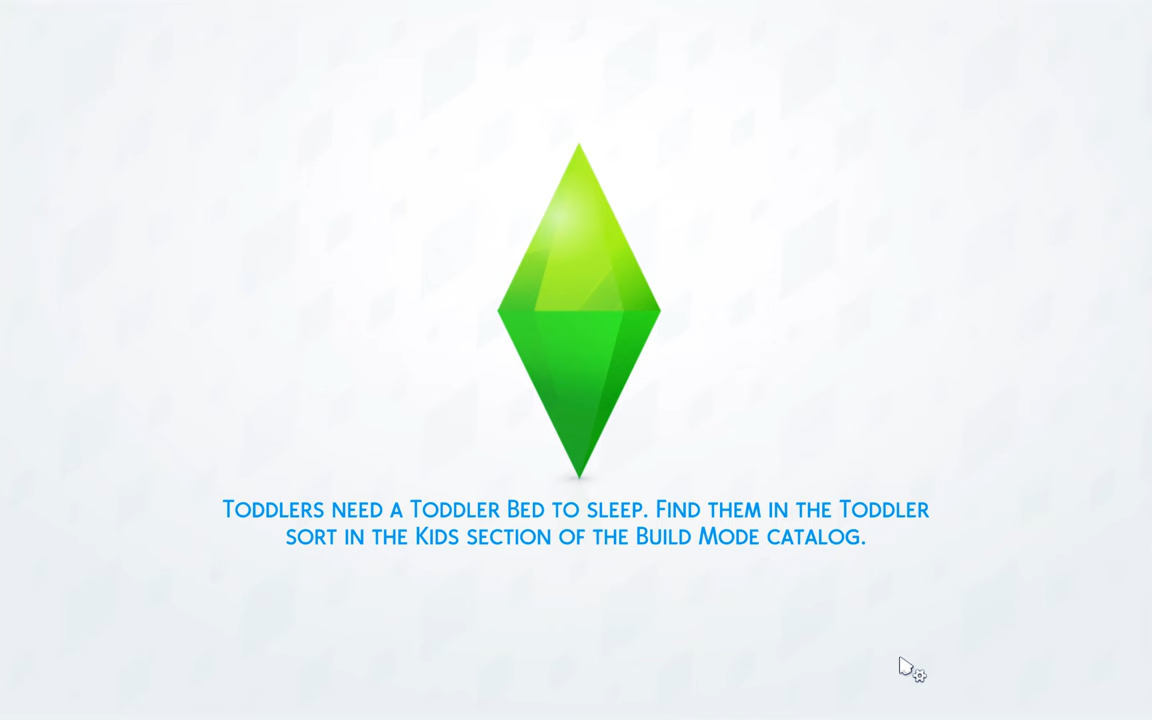 Toddlers need a Toddler Bed to sleep. Find them in the Toddler
sort in the Kids section of the Build Mode catalog.